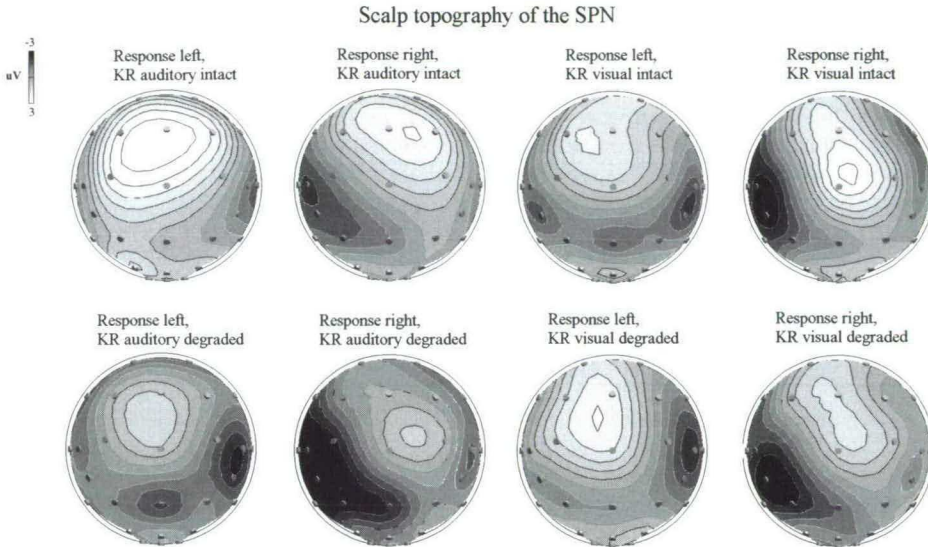 Scalp topography of the SPN
-3
uV
3
Response left,
KR auditory intact
Response right,
KR auditory intact
Response left,
KR visual intact
Response right,
KR visual intact
Response left,
KR auditory degraded
Response right,
KR auditory degraded
Response left,
KR visual degraded
Response right,
KR visual degraded